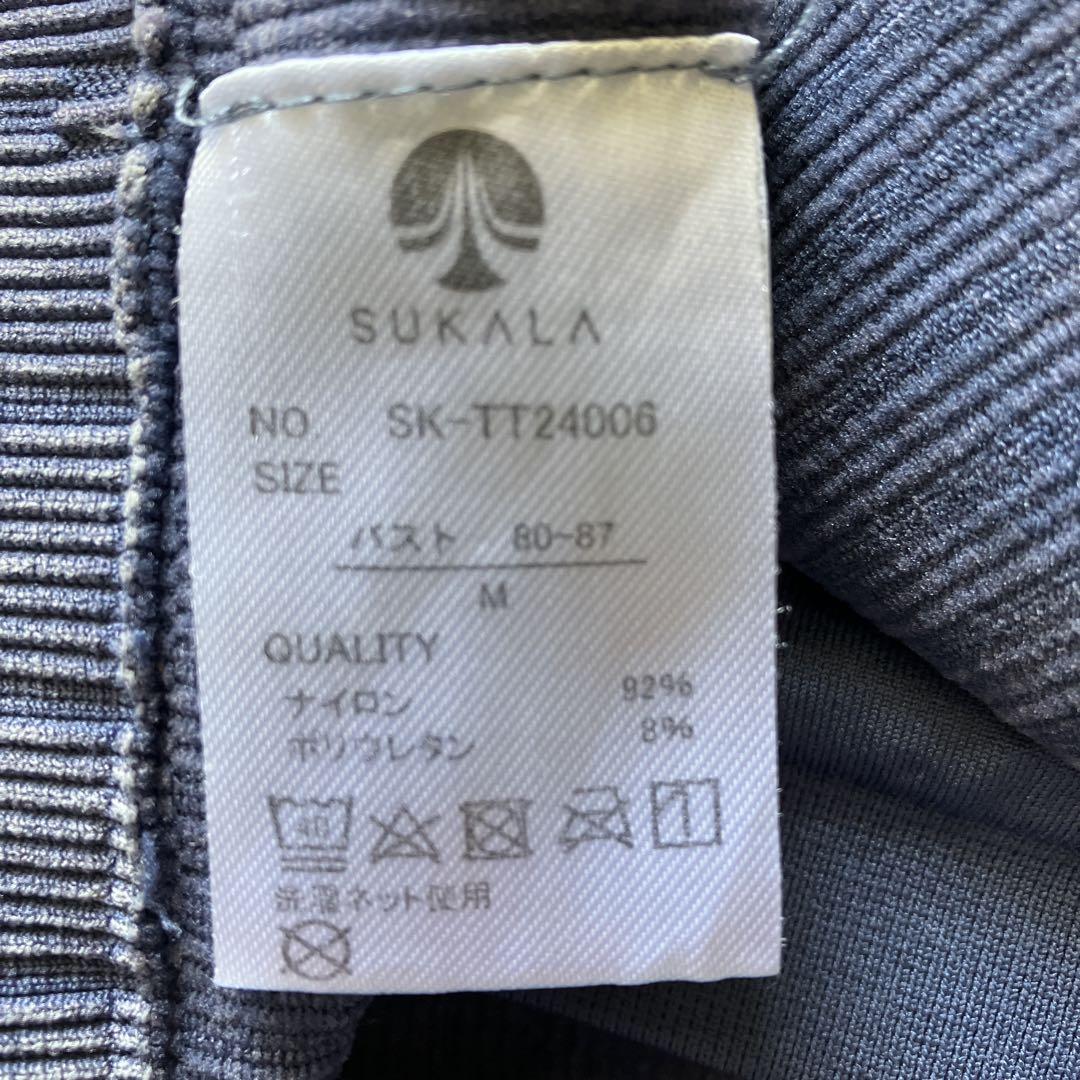 SUKALA
NO. SK-TT24006
SIZE
バスト 80~87
M
QUALITY
ナイロン 92%
ポリウレタン 8%
40
洗濯ネット使用